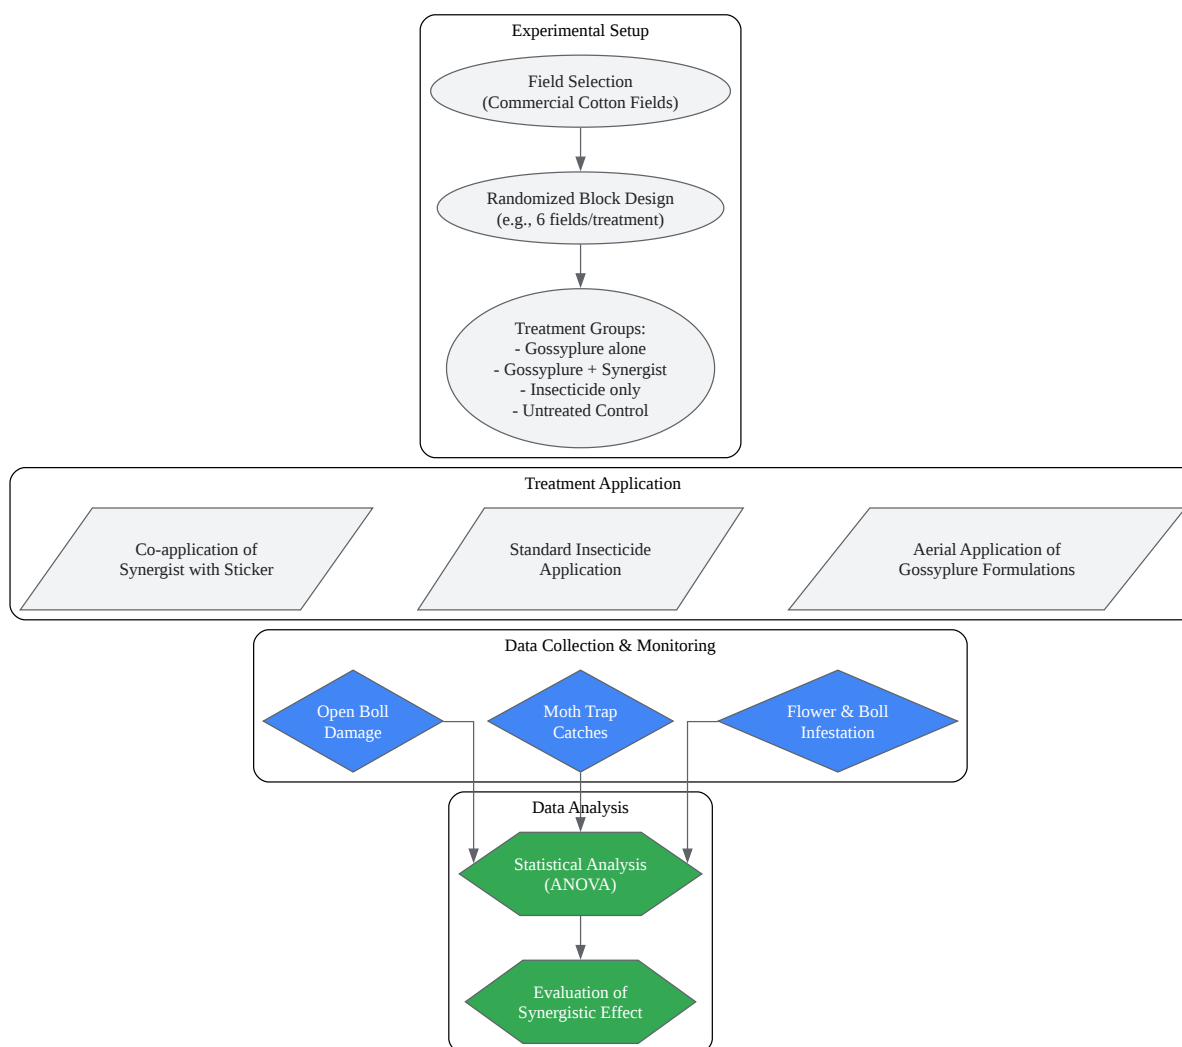 Experimental Setup
Field Selection
(Commercial Cotton Fields)
Randomized Block Design
(e.g., 6 fields/treatment)
Treatment Groups:
- Gossyplure alone
- Gossyplure + Synergist
- Insecticide only
- Untreated Control
Treatment Application
Co-application of
Synergist with Sticker
Standard Insecticide
Application
Aerial Application of
Gossyplure Formulations
Data Collection & Monitoring
Open Boll
Damage
Moth Trap
Catches
Flower & Boll
Infestation
Data Analysis
Statistical Analysis
(ANOVA)
Evaluation of
Synergistic Effect